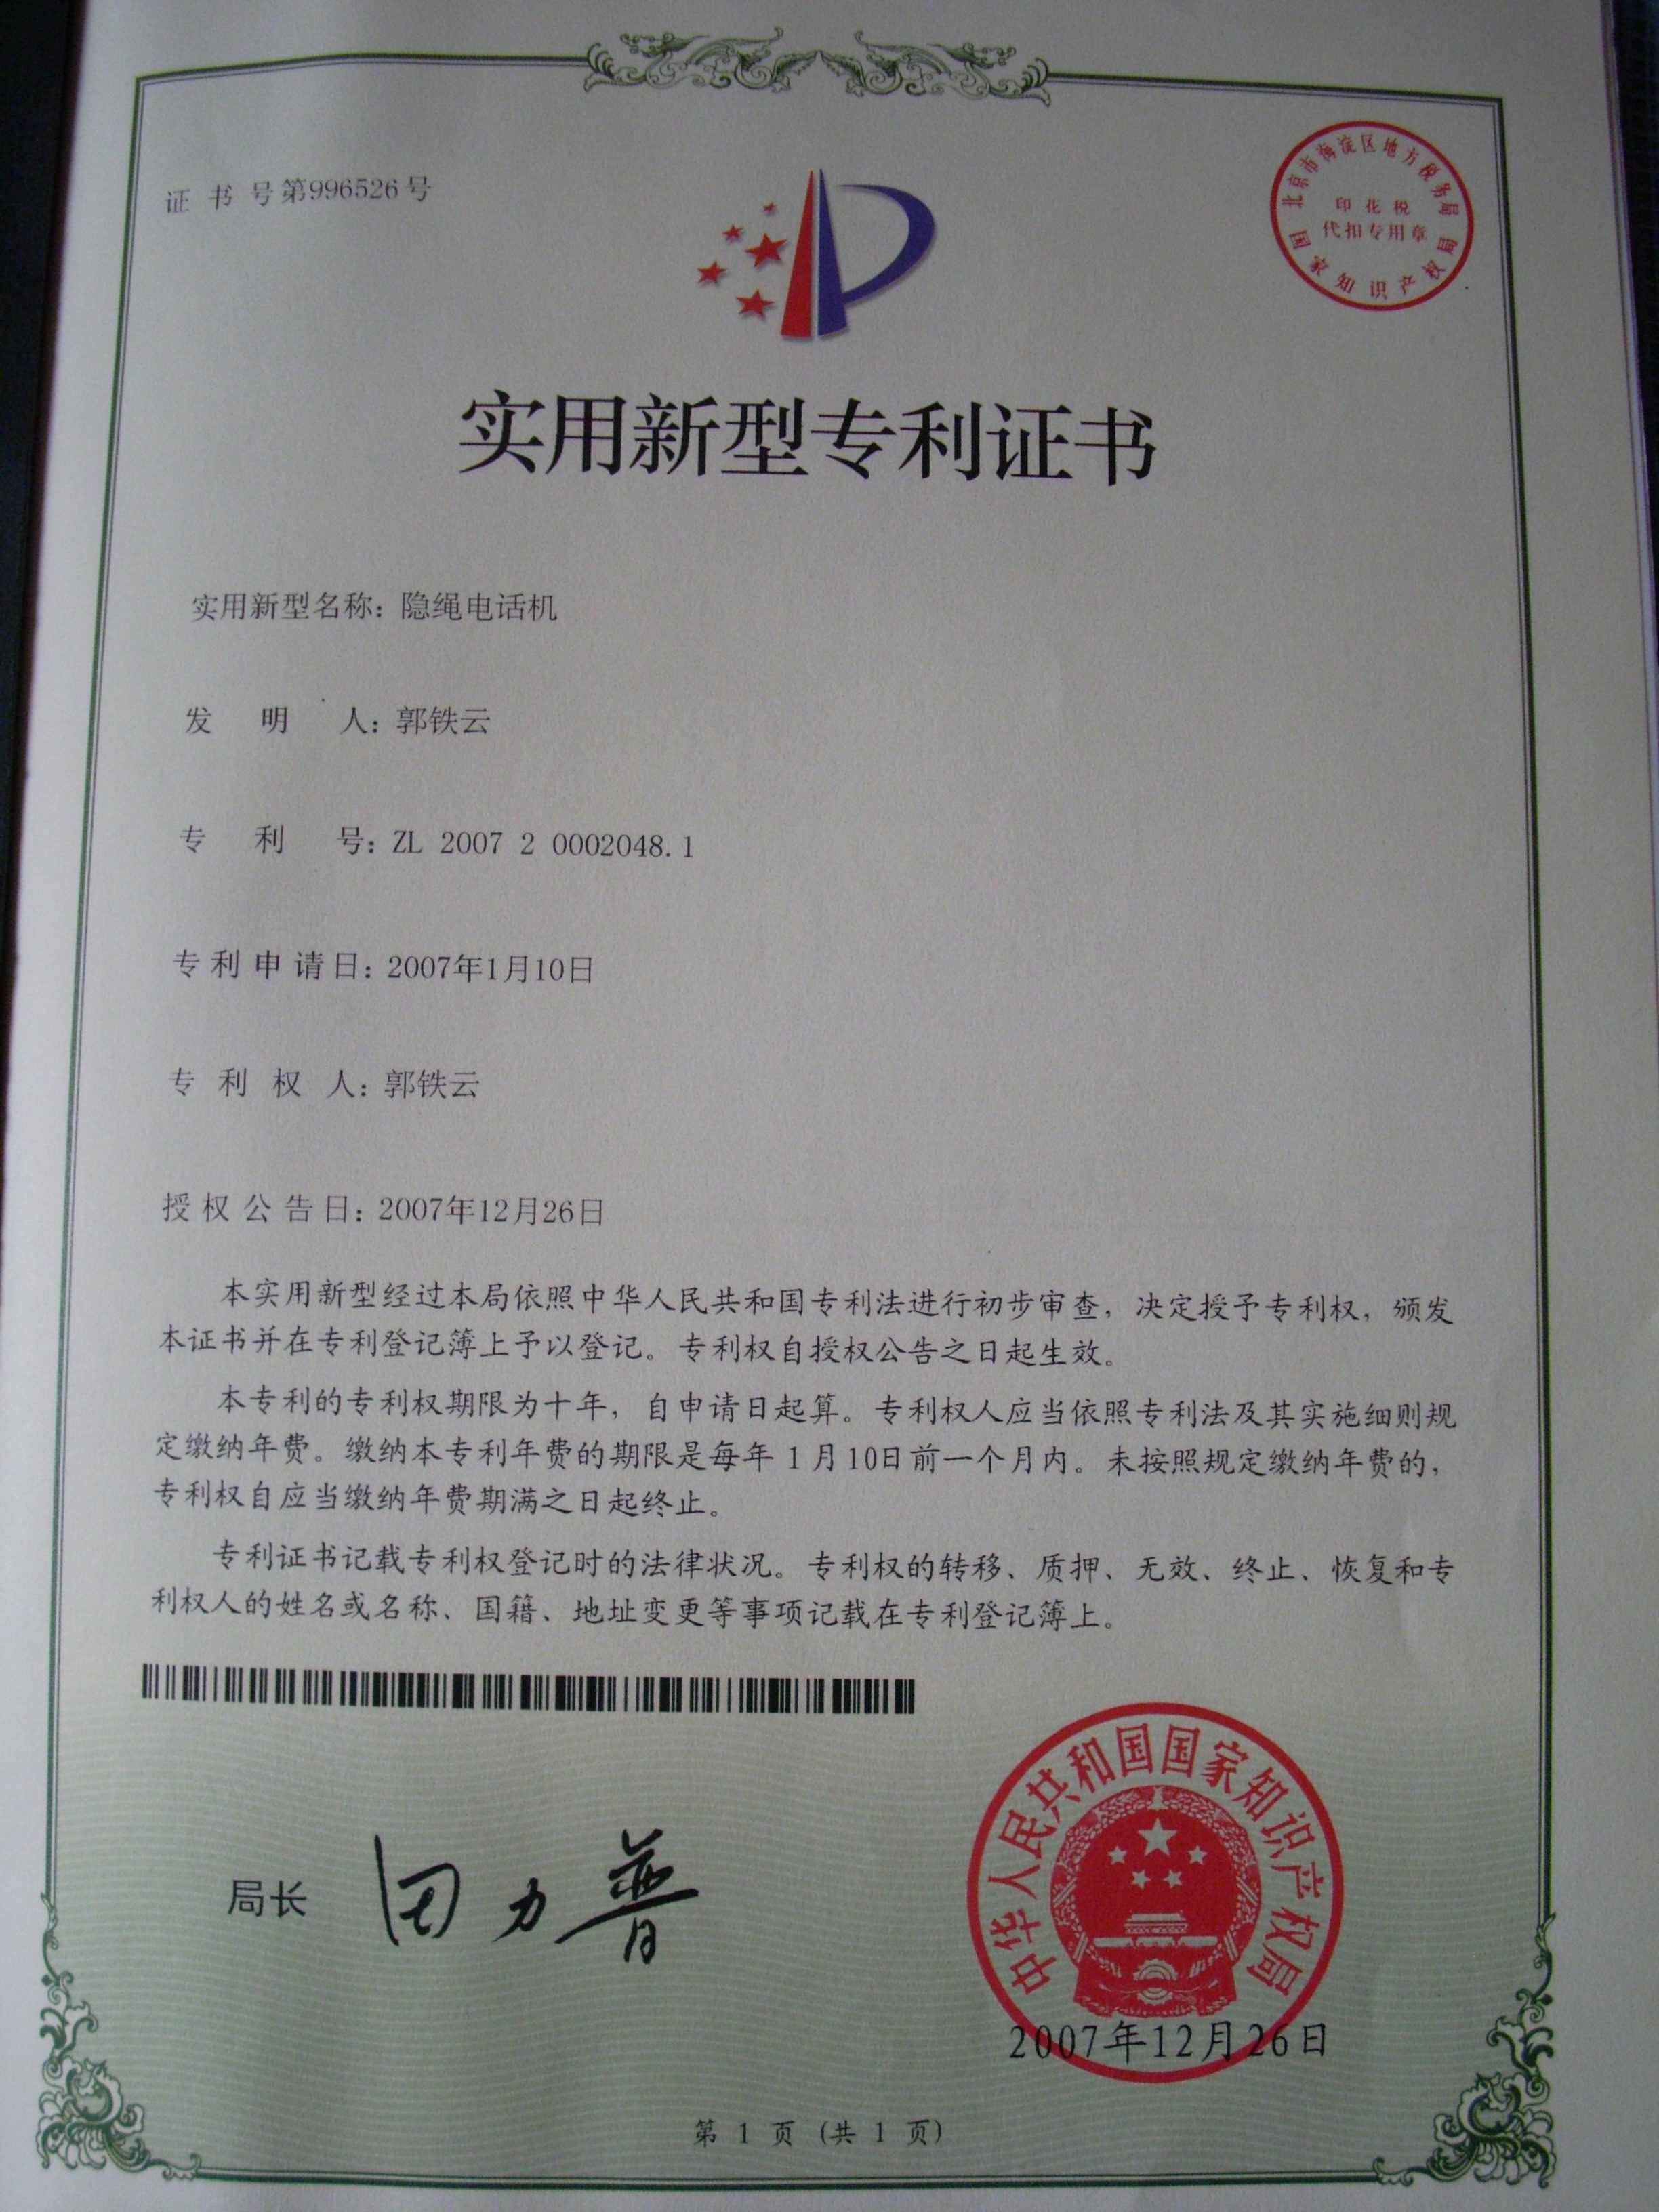 证书号第996526号
北京市海淀区地方税务局
印花税
代扣专用章
国家知识产权局
实用新型专利证书
实用新型名称：隐绳电话机
发明人：郭铁云
专利号：ZL 2007 2 0002048.1
专利申请日：2007年1月10日
专利权人：郭铁云
授权公告日：2007年12月26日
本实用新型经过本局依照中华人民共和国专利法进行初步审查，决定授予专利权，颁发
本证书并在专利登记簿上予以登记。专利权自授权公告之日起生效。
本专利的专利权期限为十年，自申请日起算。专利权人应当依照专利法及其实施细则规
定缴纳年费。缴纳本专利年费的期限是每年1月10日前一个月内。未按照规定缴纳年费的，
专利权自应当缴纳年费期满之日起终止。
专利证书记载专利权登记时的法律状况。专利权的转移、质押、无效、终止、恢复和专
利权人的姓名或名称、国籍、地址变更等事项记载在专利登记簿上。
局长 田力普
中华人民共和国国家知识产权局
2007年12月26日
第 1 页 (共 1 页)